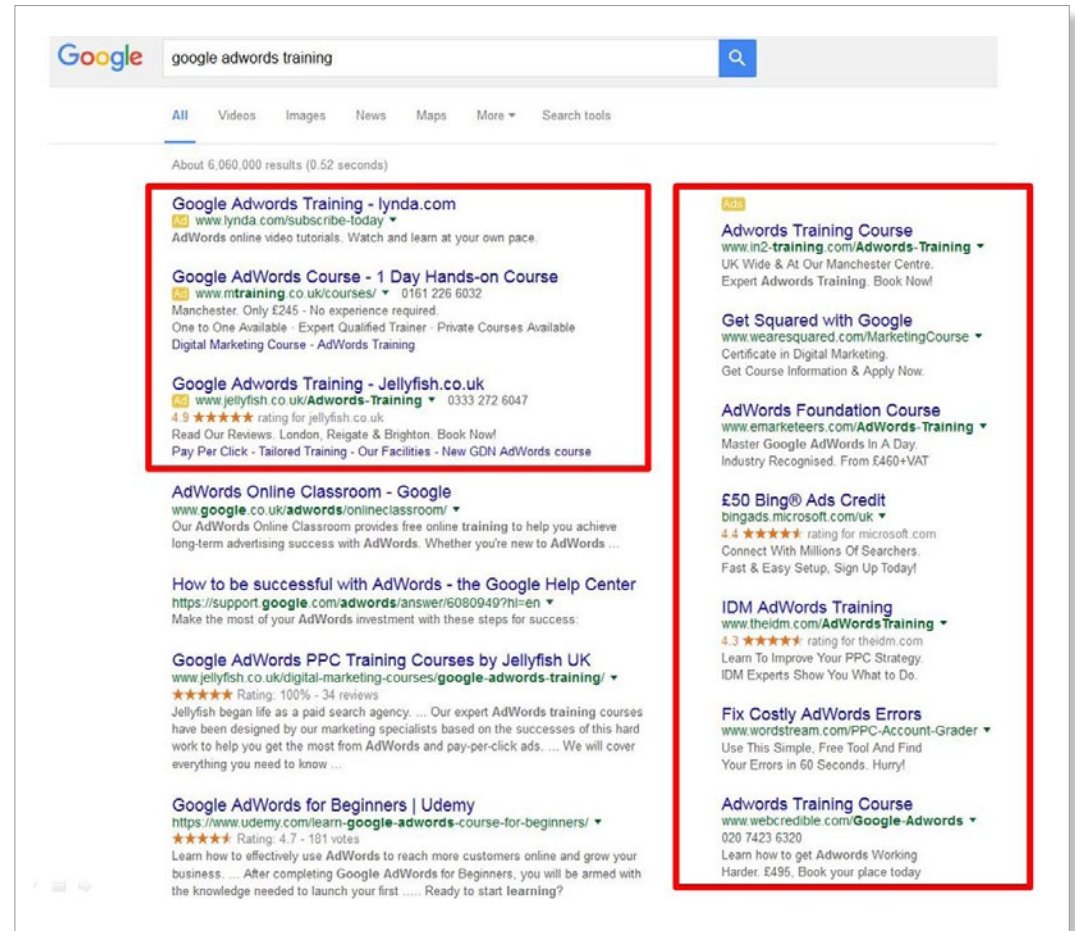 Google
google adwords training
All Videos Images News Maps More Search tools
About 6,060,000 results (0.52 seconds)
Google Adwords Training - lynda.com
Ad www.lynda.com/subscribe-today
AdWords online video tutorials. Watch and learn at your own pace.
Google AdWords Course - 1 Day Hands-on Course
Ad www.mtraining.co.uk/courses/ 0161 226 6032
Manchester. Only £245 - No experience required.
One to One Available · Expert Qualified Trainer · Private Courses Available
Digital Marketing Course - AdWords Training
Google Adwords Training - Jellyfish.co.uk
Ad www.jellyfish.co.uk/Adwords-Training 0333 272 6047
4.9 ★★★★★ rating for jellyfish.co.uk
Read Our Reviews. London, Reigate & Brighton. Book Now!
Pay Per Click - Tailored Training - Our Facilities - New GDN AdWords course
AdWords Online Classroom - Google
www.google.co.uk/adwords/onlineclassroom/
Our AdWords Online Classroom provides free online training to help you achieve
long-term advertising success with AdWords. Whether you're new to AdWords ...
How to be successful with AdWords - the Google Help Center
https://support.google.com/adwords/answer/6080949?hl=en
Make the most of your AdWords investment with these steps for success:
Google AdWords PPC Training Courses by Jellyfish UK
www.jellyfish.co.uk/digital-marketing-courses/google-adwords-training/
★★★★★ Rating: 100% - 34 reviews
Jellyfish began life as a paid search agency. ... Our expert AdWords training courses
have been designed by our marketing specialists based on the successes of this hard
work to help you get the most from AdWords and pay-per-click ads. ... We will cover
everything you need to know ...
Google AdWords for Beginners | Udemy
https://www.udemy.com/learn-google-adwords-course-for-beginners/
★★★★★ Rating: 4.7 - 181 votes
Learn how to effectively use AdWords to reach more customers online and grow your
business. ... After completing Google AdWords for Beginners, you will be armed with
the knowledge needed to launch your first ..... Ready to start learning?
Ads
Adwords Training Course
www.in2-training.com/Adwords-Training
UK Wide & At Our Manchester Centre.
Expert Adwords Training. Book Now!
Get Squared with Google
www.wearesquared.com/MarketingCourse
Certificate in Digital Marketing.
Get Course Information & Apply Now.
AdWords Foundation Course
www.emarketeers.com/AdWords-Training
Master Google AdWords In A Day.
Industry Recognised. From £460+VAT
£50 Bing® Ads Credit
bingads.microsoft.com/uk
4.4 ★★★★★ rating for microsoft.com
Connect With Millions Of Searchers.
Fast & Easy Setup, Sign Up Today!
IDM AdWords Training
www.theidm.com/AdWordsTraining
4.3 ★★★★★ rating for theidm.com
Learn To Improve Your PPC Strategy.
IDM Experts Show You What to Do.
Fix Costly AdWords Errors
www.wordstream.com/PPC-Account-Grader
Use This Simple, Free Tool And Find
Your Errors in 60 Seconds. Hurry!
Adwords Training Course
www.webcredible.com/Google-Adwords
020 7423 6320
Learn how to get Adwords Working
Harder. £495, Book your place today